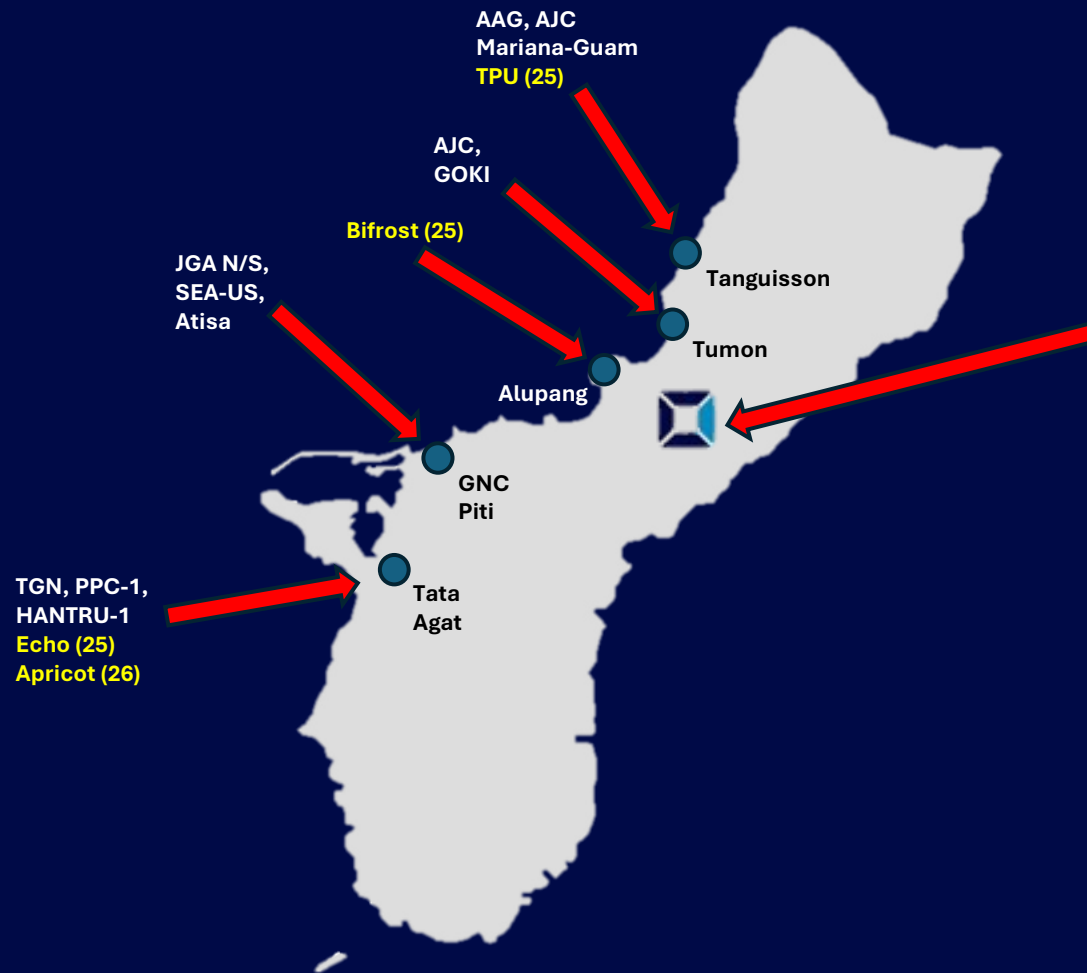 AAG, AJC
Mariana-Guam
TPU (25)
AJC,
GOKI
Bifrost (25)
JGA N/S,
SEA-US,
Atisa
Tanguisson
Tumon
Alupang
GNC
Piti
TGN, PPC-1,
HANTRU-1
Echo (25)
Apricot (26)
Tata
Agat